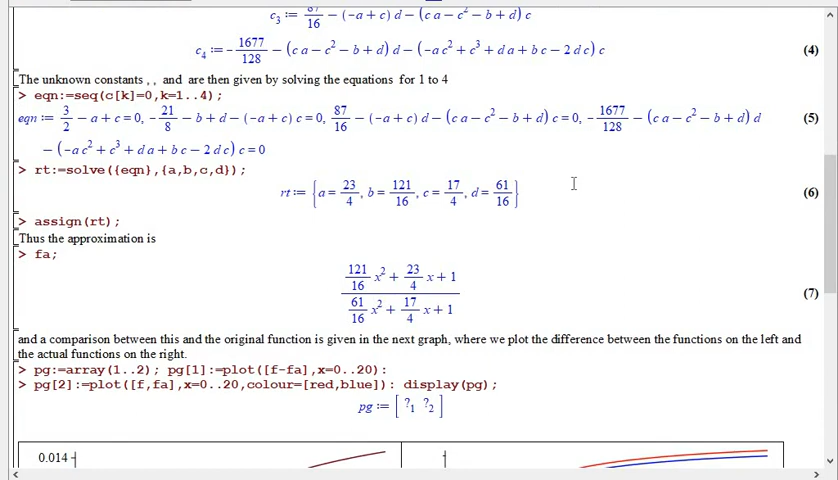 c₃ := 87/16 − (−a + c) d − (c a − c² − b + d) c
c₄ := −1677/128 − (c a − c² − b + d) d − (−a c² + c³ + d a + b c − 2 d c) c (4)
The unknown constants , , and are then given by solving the equations for 1 to 4
> eqn:=seq(c[k]=0,k=1..4);
eqn := 3/2 − a + c = 0, −21/8 − b + d − (−a + c) c = 0, 87/16 − (−a + c) d − (c a − c² − b + d) c = 0, −1677/128 − (c a − c² − b + d) d (5)
− (−a c² + c³ + d a + b c − 2 d c) c = 0
> rt:=solve({eqn},{a,b,c,d});
rt := {a = 23/4, b = 121/16, c = 17/4, d = 61/16} (6)
> assign(rt);
Thus the approximation is
> fa;
121/16 x² + 23/4 x + 1
61/16 x² + 17/4 x + 1 (7)
and a comparison between this and the original function is given in the next graph, where we plot the difference between the functions on the left and
the actual functions on the right.
> pg:=array(1..2); pg[1]:=plot([f-fa],x=0..20):
> pg[2]:=plot([f,fa],x=0..20,colour=[red,blue]): display(pg);
pg := [ ?₁ ?₂ ]
0.014